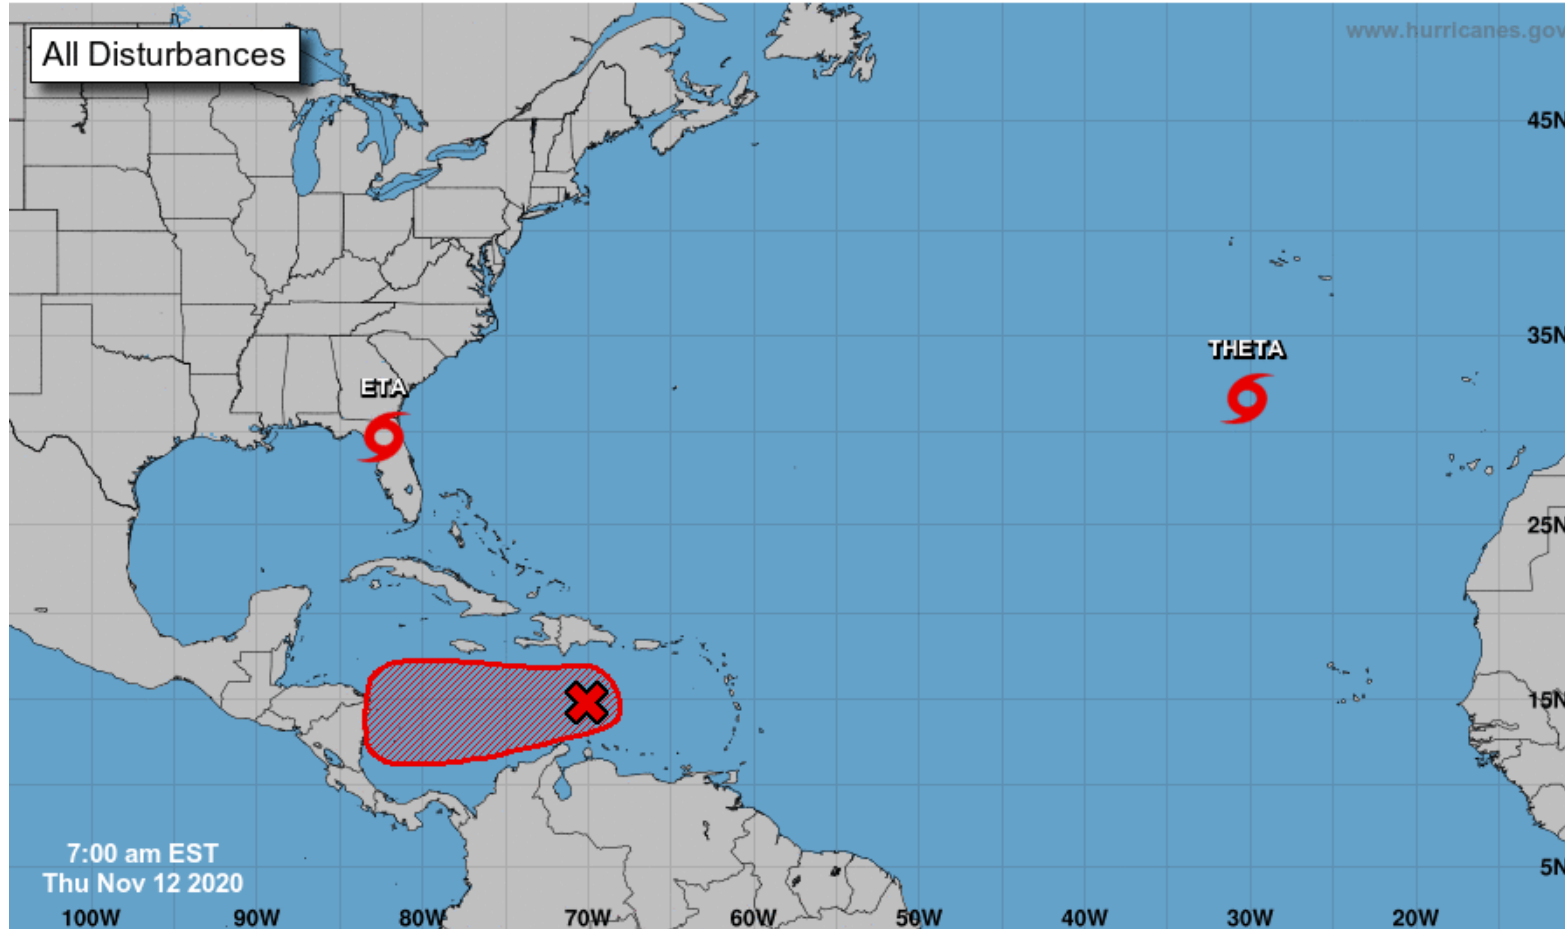 All Disturbances
www.hurricanes.gov
45N
35N
THETA
ETA
25N
15N
7:00 am EST
Thu Nov 12 2020
5N
100W 90W 80W 70W 60W 50W 40W 30W 20W